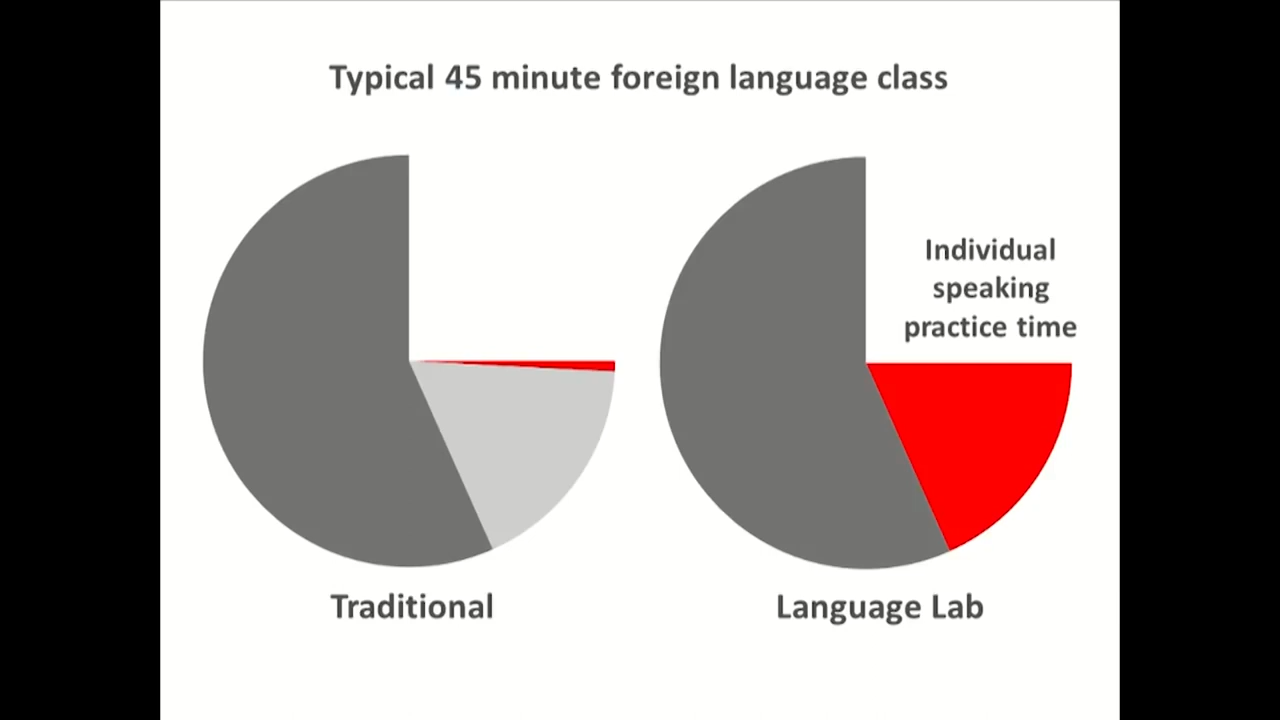 Typical 45 minute foreign language class
Individual
speaking
practice time
Traditional
Language Lab